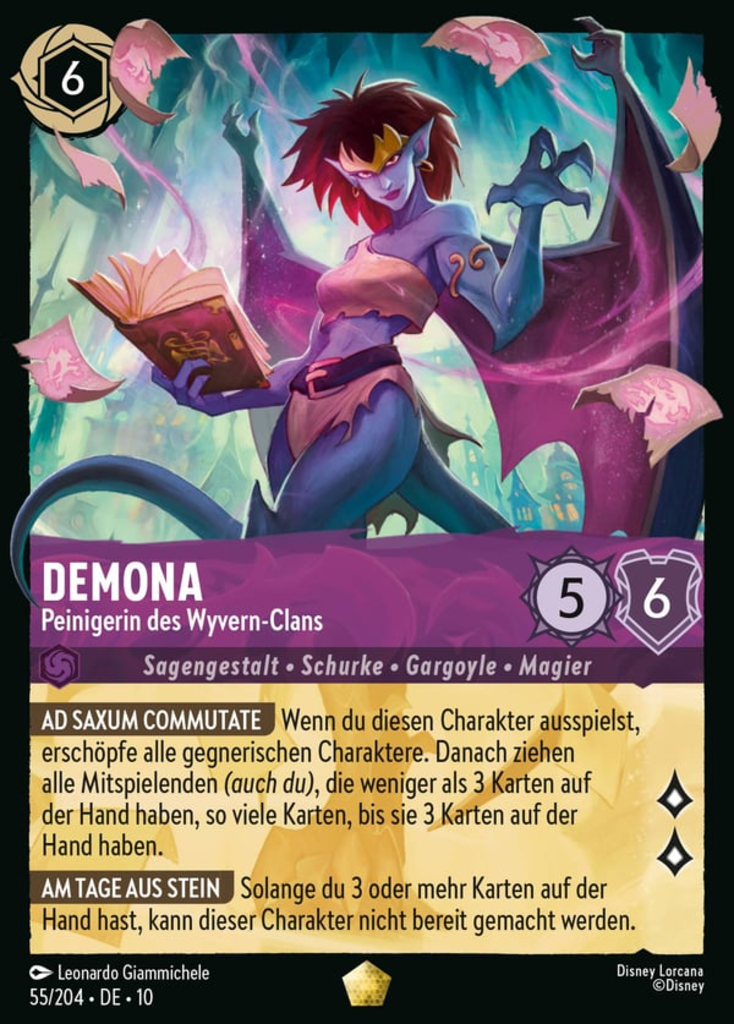 6
DEMONA
Peinigerin des Wyvern-Clans
5
6
Sagengestalt • Schurke • Gargoyle • Magier
AD SAXUM COMMUTATE Wenn du diesen Charakter ausspielst,
erschöpfe alle gegnerischen Charaktere. Danach ziehen
alle Mitspielenden (auch du), die weniger als 3 Karten auf
der Hand haben, so viele Karten, bis sie 3 Karten auf der
Hand haben.
AM TAGE AUS STEIN Solange du 3 oder mehr Karten auf der
Hand hast, kann dieser Charakter nicht bereit gemacht werden.
Leonardo Giammichele
55/204 • DE • 10
Disney Lorcana
©Disney